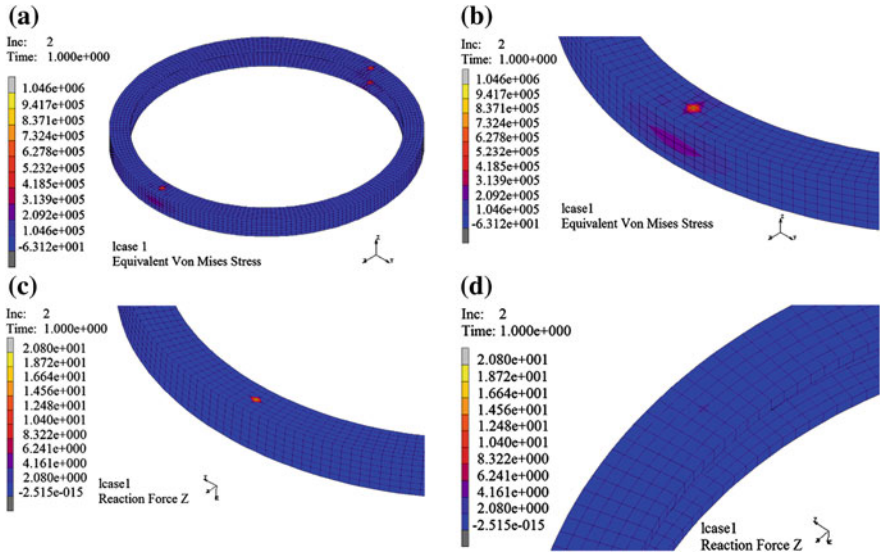 (a)
Inc: 2
Time: 1.000e+000
1.046e+006
9.417e+005
8.371e+005
7.324e+005
6.278e+005
5.232e+005
4.185e+005
3.139e+005
2.092e+005
1.046e+005
-6.312e+001
lcase 1
Equivalent Von Mises Stress
(b)
Inc: 2
Time: 1.000+000
1.046e+006
9.417e+005
8.371e+005
7.324e+005
6.278e+005
5.232e+005
4.185e+005
3.139e+005
2.092e+005
1.046e+005
-6.312e+001
lcase1
Equivalent Von Mises Stress
(c)
Inc: 2
Time: 1.000e+000
2.080e+001
1.872e+001
1.664e+001
1.456e+001
1.248e+001
1.040e+001
8.322e+000
6.241e+000
4.161e+000
2.080e+000
-2.515e-015
lcase1
Reaction Force Z
(d)
Inc: 2
Time: 1.000e+000
2.080e+001
1.872e+001
1.664e+001
1.456e+001
1.248e+001
1.040e+001
8.322e+000
6.241e+000
4.161e+000
2.080e+000
-2.515e-015
lcase1
Reaction Force Z